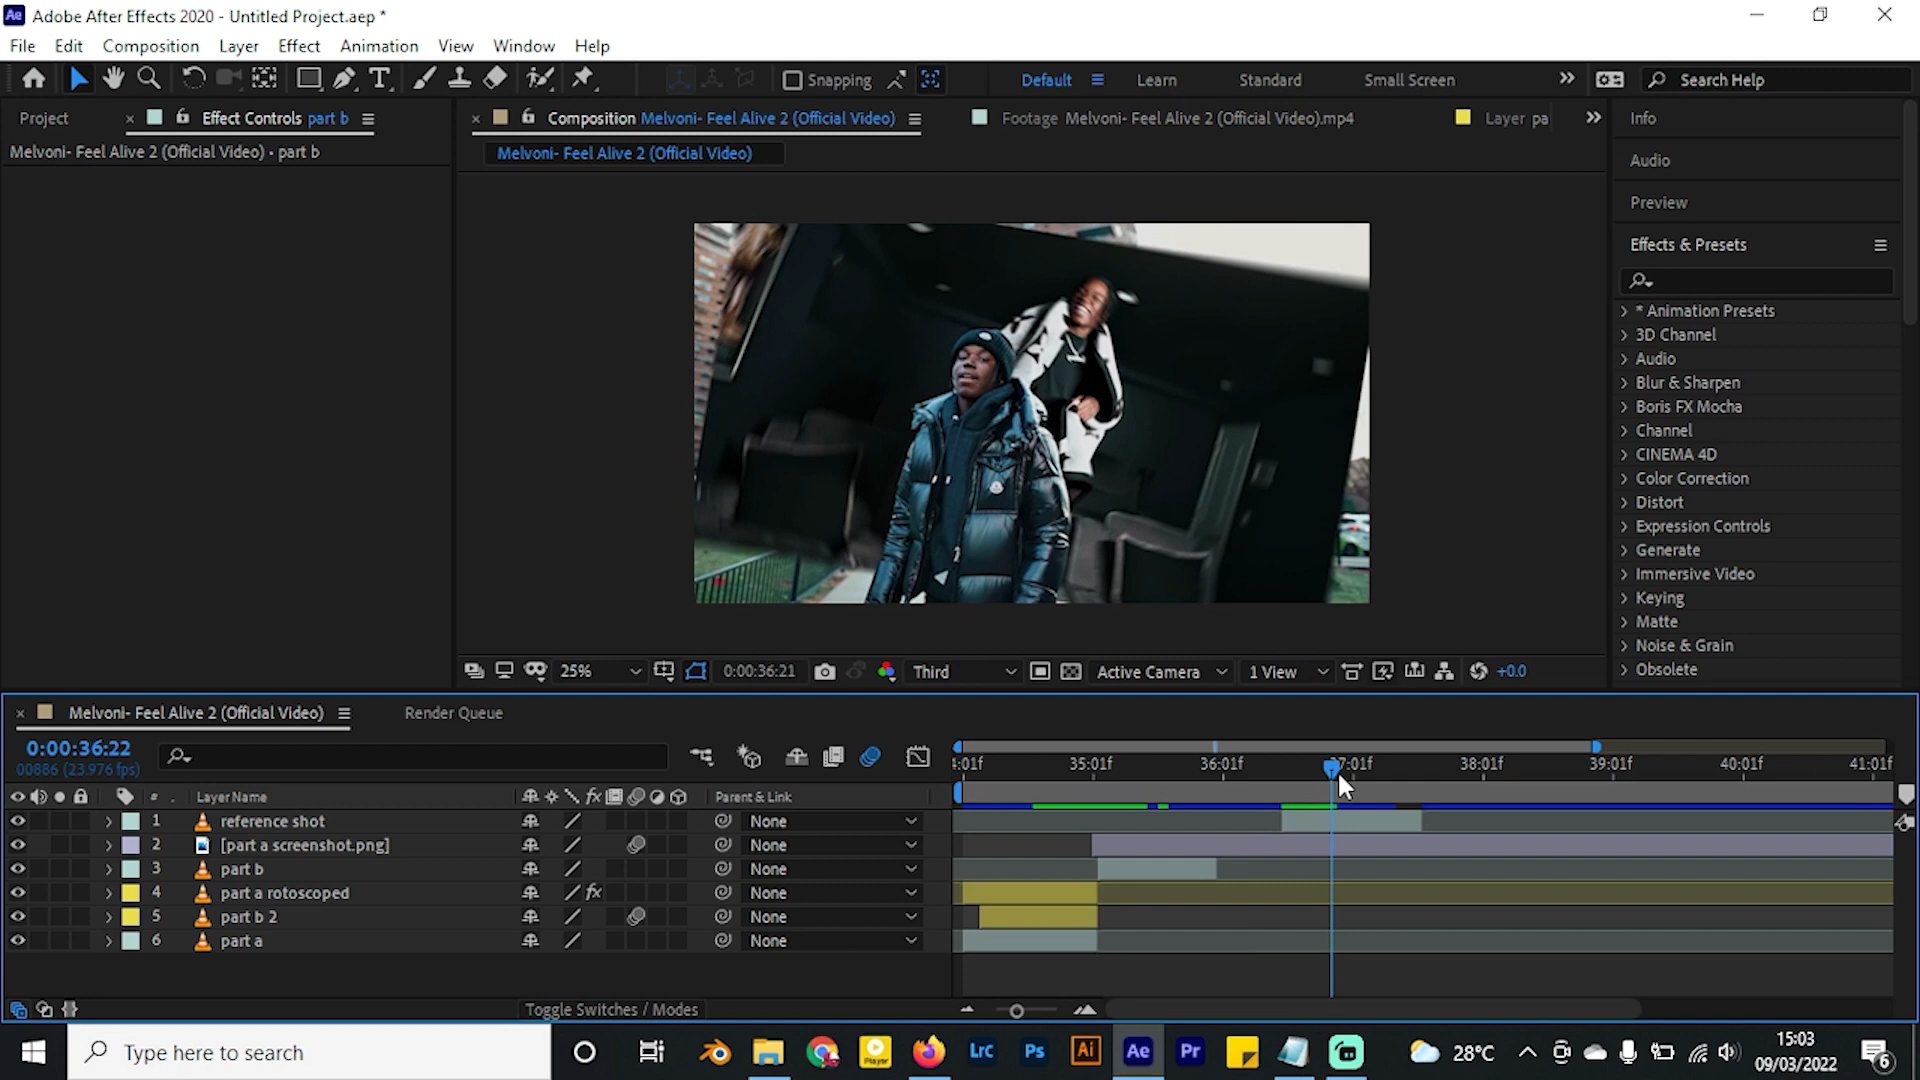 Adobe After Effects 2020 - Untitled Project.aep *
File Edit Composition Layer Effect Animation View Window Help
Snapping Default Learn Standard Small Screen Search Help
Project Effect Controls part b
Melvoni- Feel Alive 2 (Official Video) • part b
Composition Melvoni- Feel Alive 2 (Official Video) Footage Melvoni- Feel Alive 2 (Official Video).mp4 Layer pa
Melvoni- Feel Alive 2 (Official Video)
Info
Audio
Preview
Effects & Presets
* Animation Presets
3D Channel
Audio
Blur & Sharpen
Boris FX Mocha
Channel
CINEMA 4D
Color Correction
Distort
Expression Controls
Generate
Immersive Video
Keying
Matte
Noise & Grain
Obsolete
25% 0:00:36:21 Third Active Camera 1 View +0.0
Melvoni- Feel Alive 2 (Official Video) Render Queue
0:00:36:22
00886 (23.976 fps)
4:01f 35:01f 36:01f 37:01f 38:01f 39:01f 40:01f 41:01f
# Layer Name fx Parent & Link
1 reference shot None
2 [part a screenshot.png] None
3 part b None
4 part a rotoscoped fx None
5 part b 2 None
6 part a None
Toggle Switches / Modes
Type here to search Player Lrc Ps Ai Ae Pr 28°C 15:03
09/03/2022 6